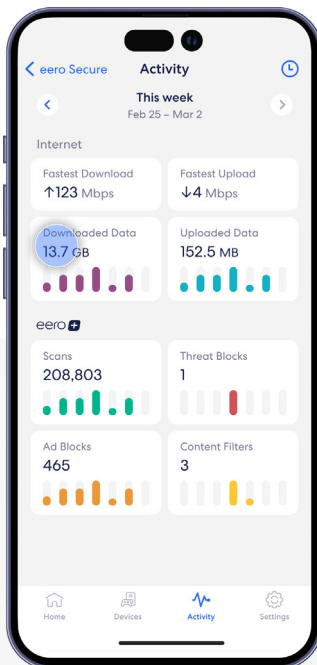 eero Secure Activity
This week
Feb 25 – Mar 2
Internet
Fastest Download
↑123 Mbps
Fastest Upload
↓4 Mbps
Downloaded Data
13.7 GB
Uploaded Data
152.5 MB
eero+
Scans
208,803
Threat Blocks
1
Ad Blocks
465
Content Filters
3
Home Devices Activity Settings